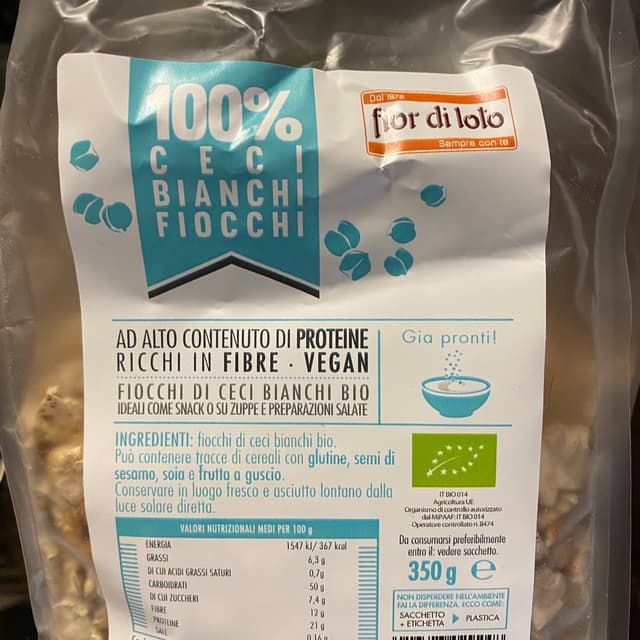 100%
CECI
BIANCHI
FIOCCHI
Dal 1972
fior di loto
Sempre con te
AD ALTO CONTENUTO DI PROTEINE
RICCHI IN FIBRE · VEGAN
FIOCCHI DI CECI BIANCHI BIO
IDEALI COME SNACK O SU ZUPPE E PREPARAZIONI SALATE
Gia pronti!
INGREDIENTI: fiocchi di ceci bianchi bio.
Può contenere tracce di cereali con glutine, semi di
sesamo, soia e frutta a guscio.
Conservare in luogo fresco e asciutto lontano dalla
luce solare diretta.
IT BIO 014
Agricoltura UE
Organismo di controllo autorizzato
dal MiPAAF: IT BIO 014
Operatore controllato n. B474
Da consumarsi preferibilmente
entro il: vedere sacchetto.
350 g e
VALORI NUTRIZIONALI MEDI PER 100 g
ENERGIA 1547 kJ/ 367 kcal
GRASSI 6,3 g
DI CUI ACIDI GRASSI SATURI 0,7g
CARBOIDRATI 50 g
DI CUI ZUCCHERI 7,4 g
FIBRE 12 g
PROTEINE 21 g
SALE
NON DISPERDERE NELL'AMBIENTE
FAI LA DIFFERENZA. ECCO COME:
SACCHETTO
+ ETICHETTA
PLASTICA